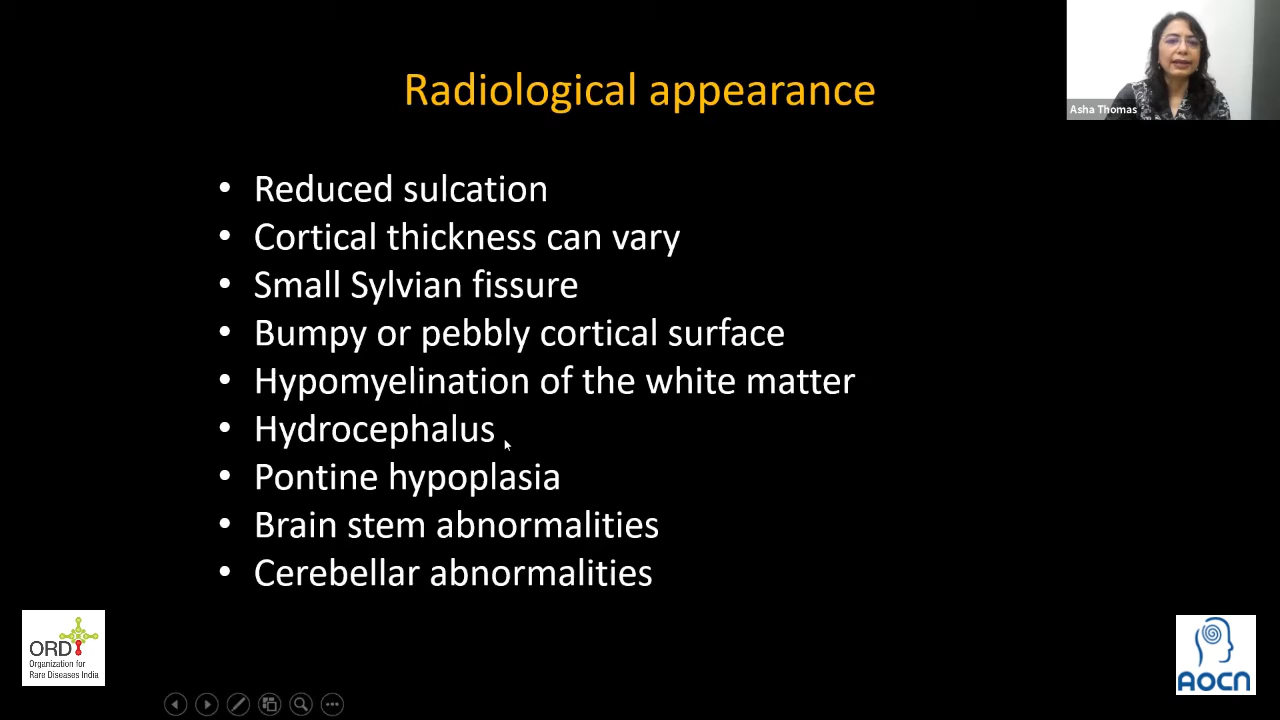 Radiological appearance
Asha Thomas
• Reduced sulcation
• Cortical thickness can vary
• Small Sylvian fissure
• Bumpy or pebbly cortical surface
• Hypomyelination of the white matter
• Hydrocephalus
• Pontine hypoplasia
• Brain stem abnormalities
• Cerebellar abnormalities
ORDI
Organization for
Rare Diseases India
AOCN